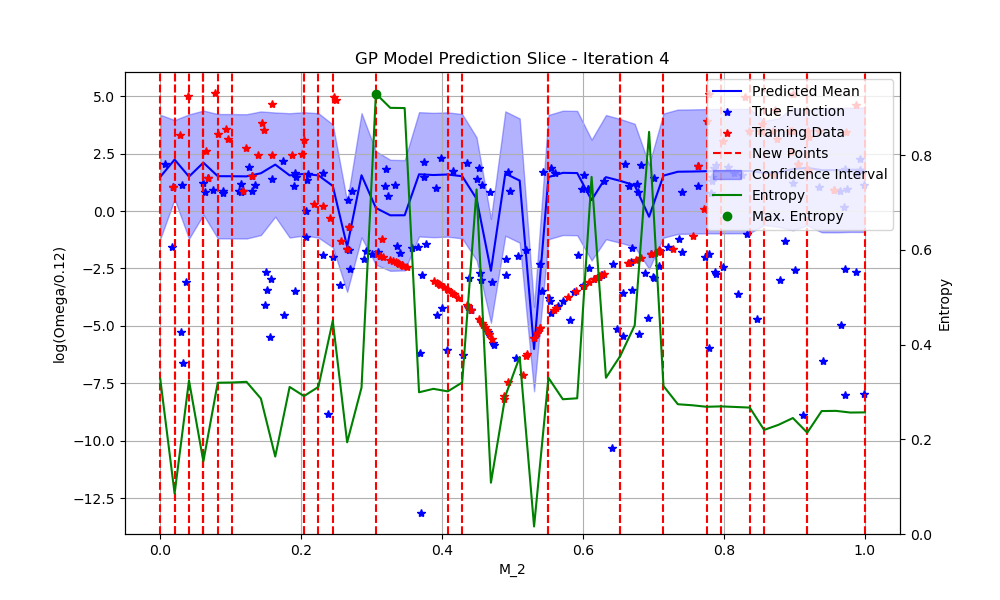 GP Model Prediction Slice - Iteration 4
5.0
2.5
0.0
−2.5
−5.0
−7.5
−10.0
−12.5
log(Omega/0.12)
0.0 0.2 0.4 0.6 0.8 1.0
M_2
0.8
0.6
0.4
0.2
0.0
Entropy
Predicted Mean
True Function
Training Data
New Points
Confidence Interval
Entropy
Max. Entropy